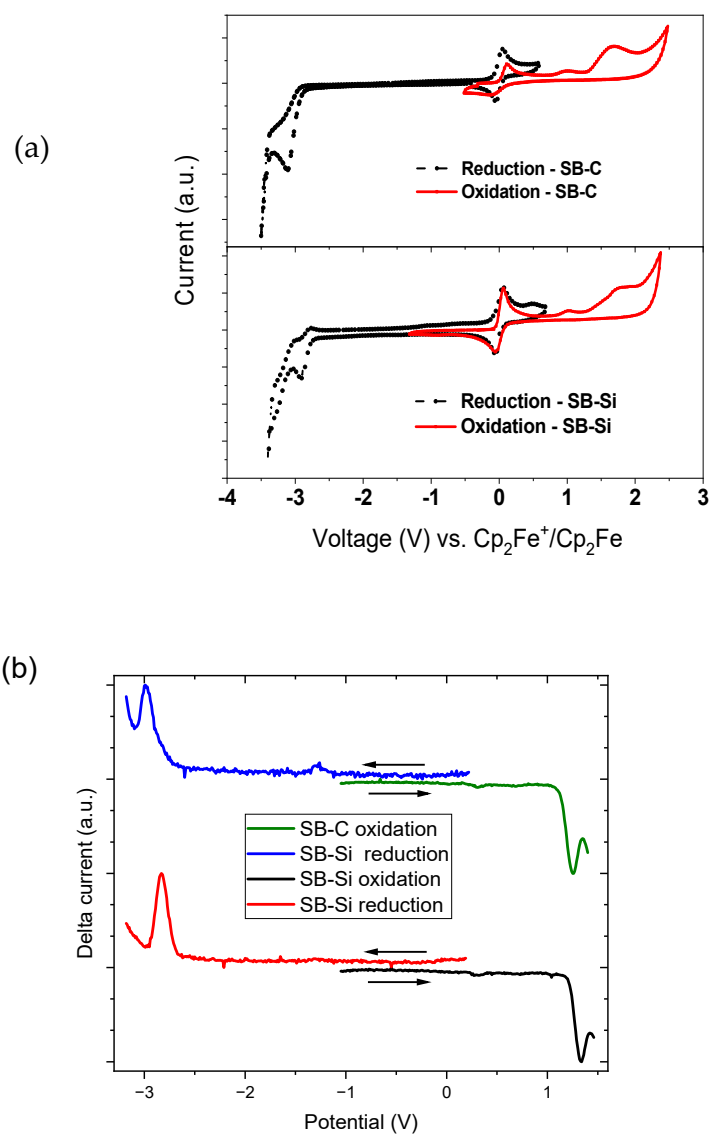 (a)
Current (a.u.)
Reduction - SB-C
Oxidation - SB-C
Reduction - SB-Si
Oxidation - SB-Si
-4 -3 -2 -1 0 1 2 3
Voltage (V) vs. Cp₂Fe⁺/Cp₂Fe
(b)
Delta current (a.u.)
SB-C oxidation
SB-Si  reduction
SB-Si oxidation
SB-Si reduction
−3 −2 −1 0 1
Potential (V)